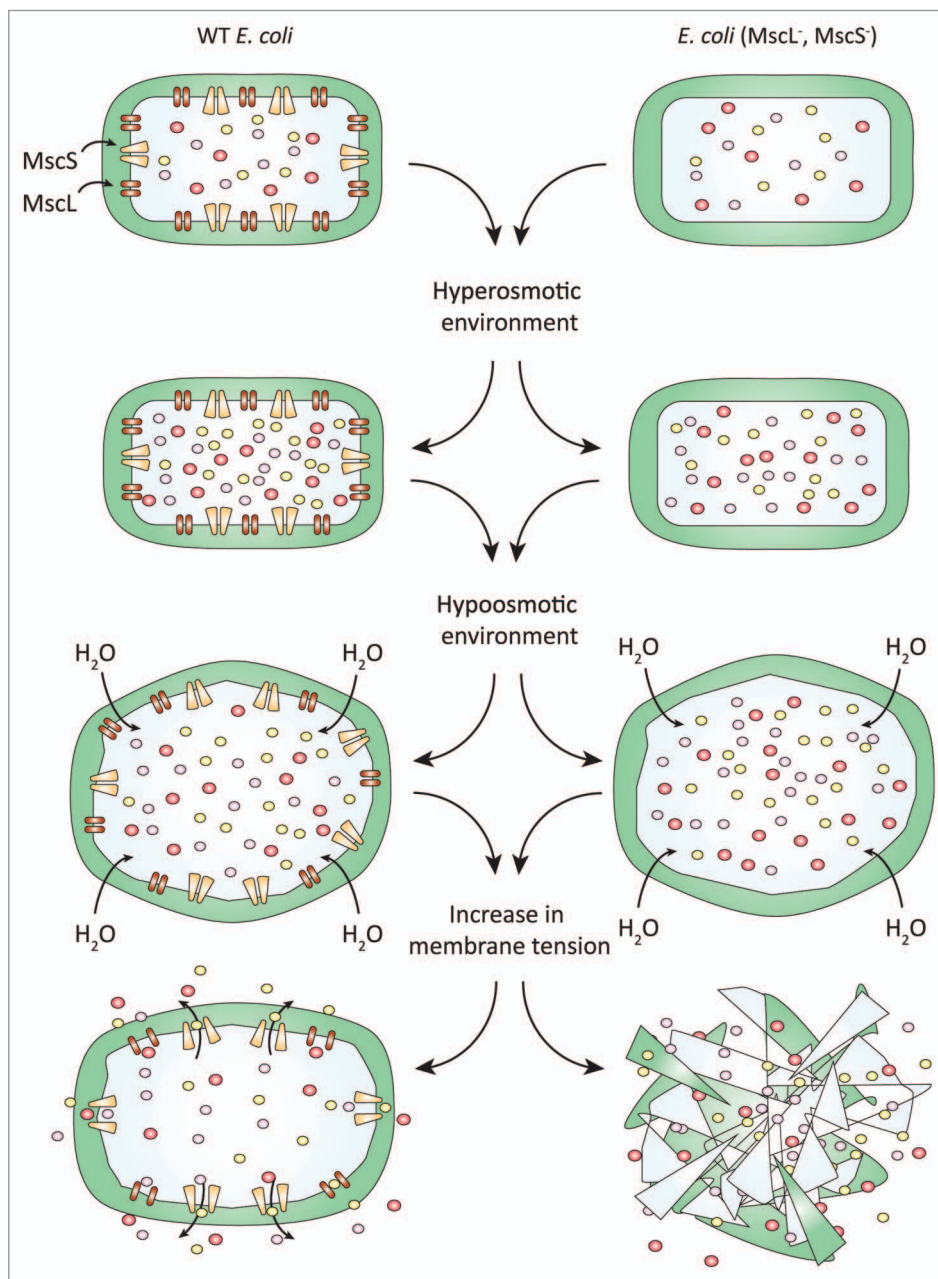 WT E. coli
E. coli (MscL⁻, MscS⁻)
MscS
MscL
Hyperosmotic
environment
Hypoosmotic
environment
H₂O
H₂O
H₂O
H₂O
H₂O
H₂O
H₂O
H₂O
Increase in
membrane tension